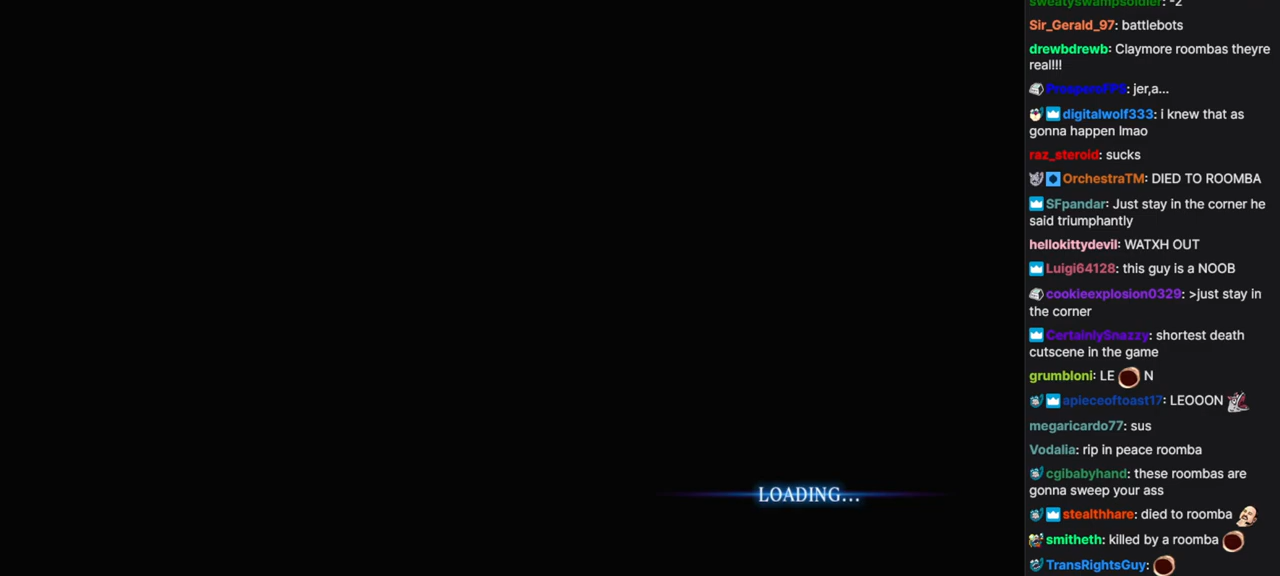 sweatyswampsoldier: -2
Sir_Gerald_97: battlebots
drewbdrewb: Claymore roombas theyre
real!!!
ProsperoFPS: jer,a...
digitalwolf333: i knew that as
gonna happen lmao
raz_steroid: sucks
OrchestraTM: DIED TO ROOMBA
SFpandar: Just stay in the corner he
said triumphantly
hellokittydevil: WATXH OUT
Luigi64128: this guy is a NOOB
cookieexplosion0329: >just stay in
the corner
CertainlySnazzy: shortest death
cutscene in the game
grumbloni: LE N
apieceoftoast17: LEOOON
megaricardo77: sus
Vodalia: rip in peace roomba
cgibabyhand: these roombas are
gonna sweep your ass
stealthhare: died to roomba
smitheth: killed by a roomba
TransRightsGuy:
LOADING...